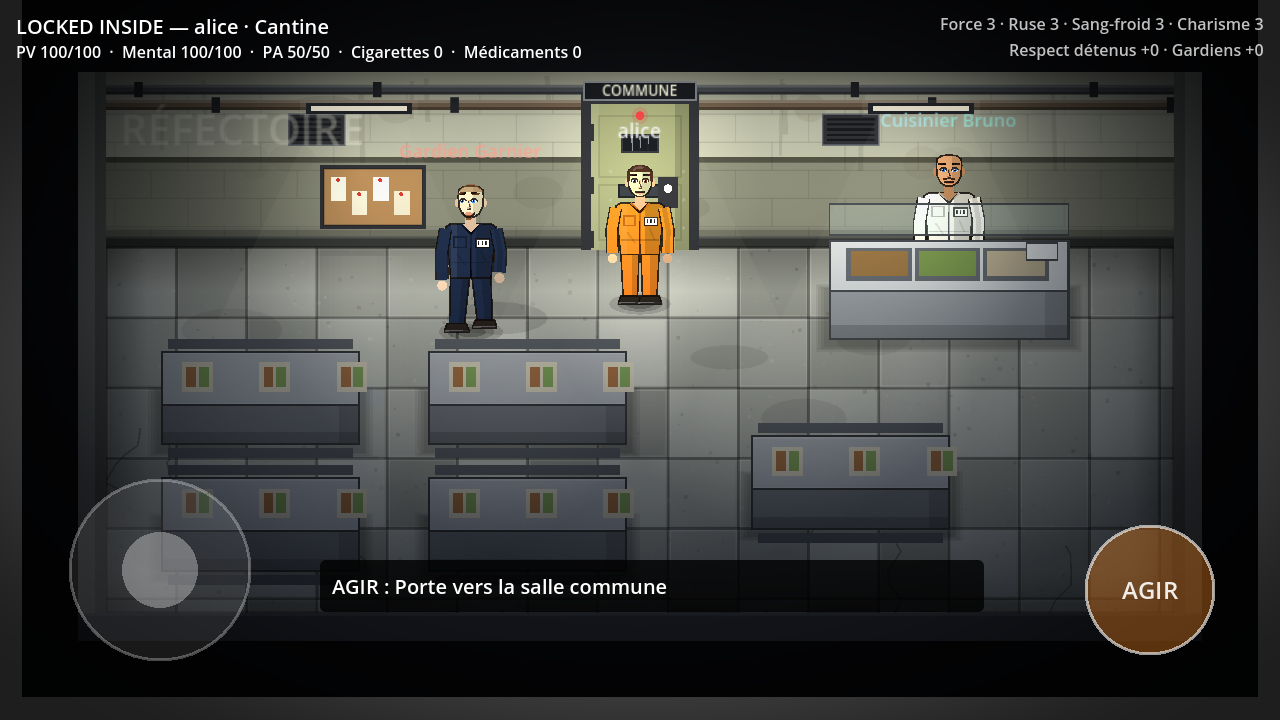 LOCKED INSIDE — alice · Cantine
PV 100/100 · Mental 100/100 · PA 50/50 · Cigarettes 0 · Médicaments 0
Force 3 · Ruse 3 · Sang-froid 3 · Charisme 3
Respect détenus +0 · Gardiens +0
COMMUNE
RÉFECTOIRE
alice
Cuisinier Bruno
Gardien Garnier
AGIR : Porte vers la salle commune
AGIR